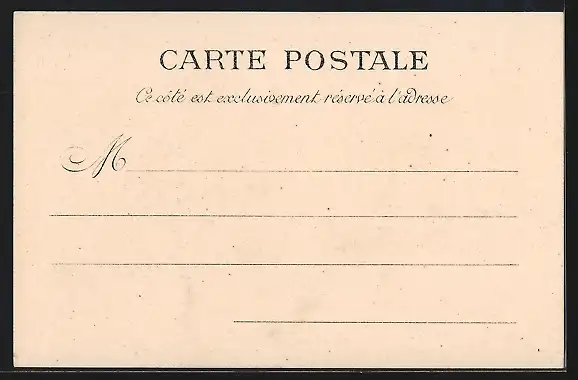 CARTE POSTALE
Ce côté est exclusivement réservé à l'adresse
M